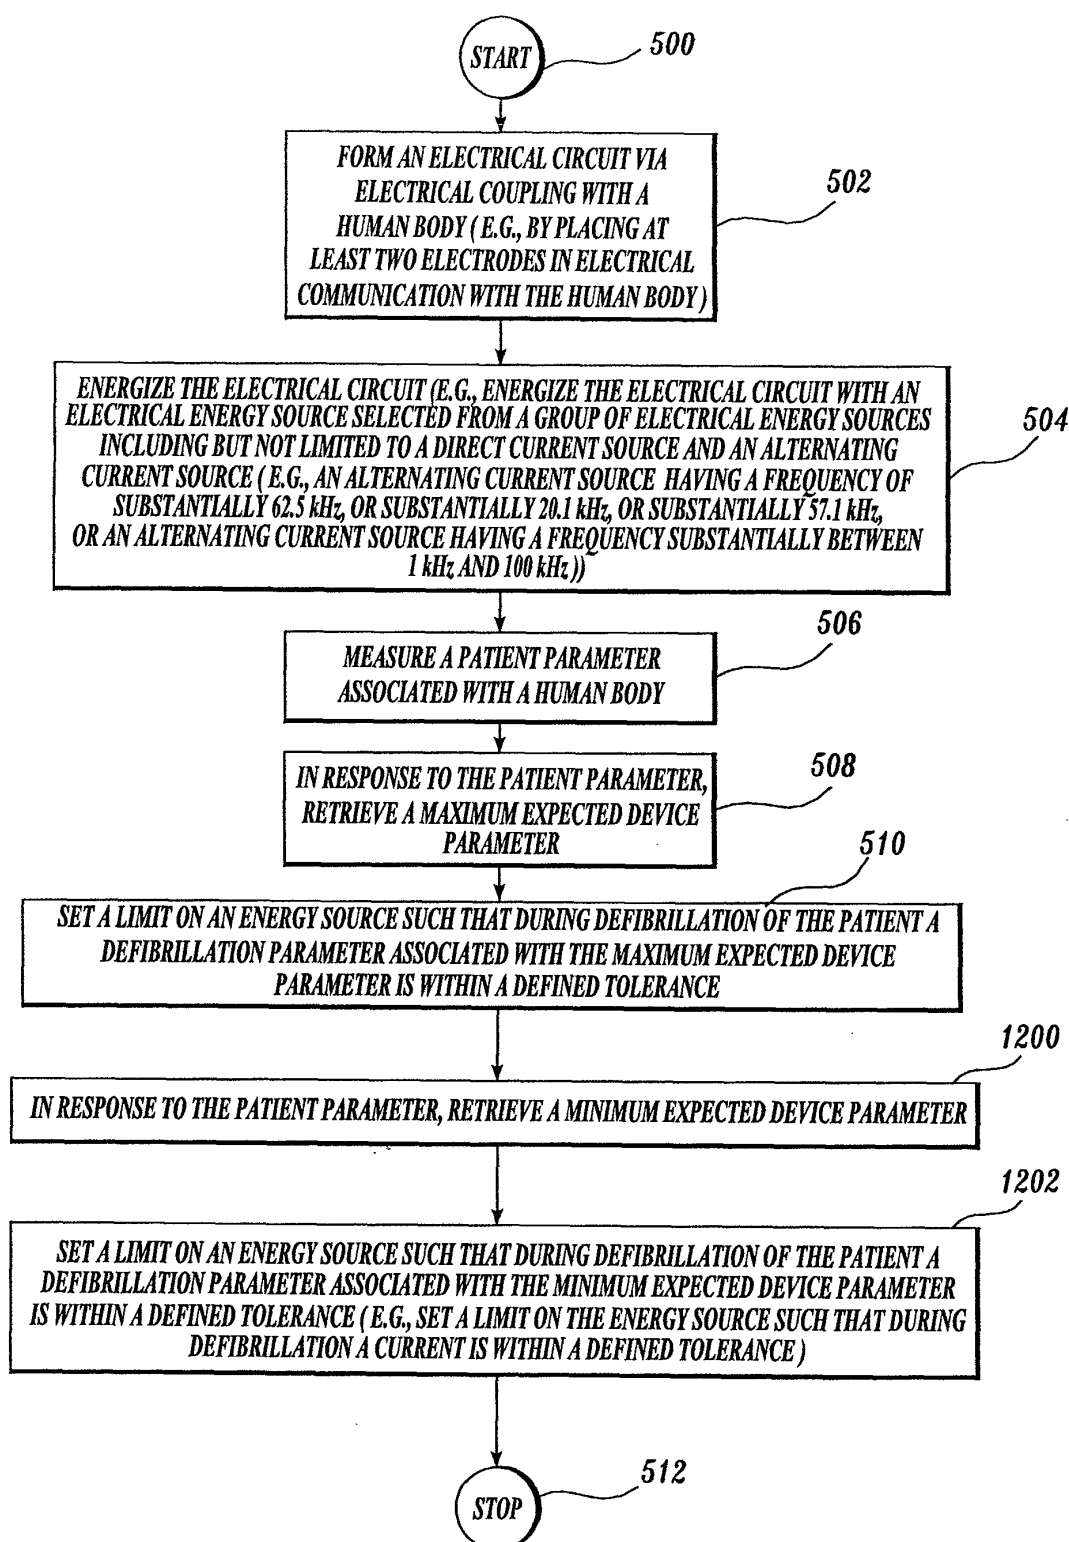 START
500
FORM AN ELECTRICAL CIRCUIT VIA
ELECTRICAL COUPLING WITH A
HUMAN BODY ( E.G., BY PLACING AT
LEAST TWO ELECTRODES IN ELECTRICAL
COMMUNICATION WITH THE HUMAN BODY )
502
ENERGIZE THE ELECTRICAL CIRCUIT (E.G., ENERGIZE THE ELECTRICAL CIRCUIT WITH AN
ELECTRICAL ENERGY SOURCE SELECTED FROM A GROUP OF ELECTRICAL ENERGY SOURCES
INCLUDING BUT NOT LIMITED TO A DIRECT CURRENT SOURCE AND AN ALTERNATING
CURRENT SOURCE ( E.G., AN ALTERNATING CURRENT SOURCE HAVING A FREQUENCY OF
SUBSTANTIALLY 62.5 kHz, OR SUBSTANTIALLY 20.1 kHz, OR SUBSTANTIALLY 57.1 kHz,
OR AN ALTERNATING CURRENT SOURCE HAVING A FREQUENCY SUBSTANTIALLY BETWEEN
1 kHz AND 100 kHz ))
504
MEASURE A PATIENT PARAMETER
ASSOCIATED WITH A HUMAN BODY
506
IN RESPONSE TO THE PATIENT PARAMETER,
RETRIEVE A MAXIMUM EXPECTED DEVICE
PARAMETER
508
SET A LIMIT ON AN ENERGY SOURCE SUCH THAT DURING DEFIBRILLATION OF THE PATIENT A
DEFIBRILLATION PARAMETER ASSOCIATED WITH THE MAXIMUM EXPECTED DEVICE
PARAMETER IS WITHIN A DEFINED TOLERANCE
510
IN RESPONSE TO THE PATIENT PARAMETER, RETRIEVE A MINIMUM EXPECTED DEVICE PARAMETER
1200
SET A LIMIT ON AN ENERGY SOURCE SUCH THAT DURING DEFIBRILLATION OF THE PATIENT A
DEFIBRILLATION PARAMETER ASSOCIATED WITH THE MINIMUM EXPECTED DEVICE PARAMETER
IS WITHIN A DEFINED TOLERANCE ( E.G., SET A LIMIT ON THE ENERGY SOURCE SUCH THAT DURING
DEFIBRILLATION A CURRENT IS WITHIN A DEFINED TOLERANCE )
1202
STOP
512